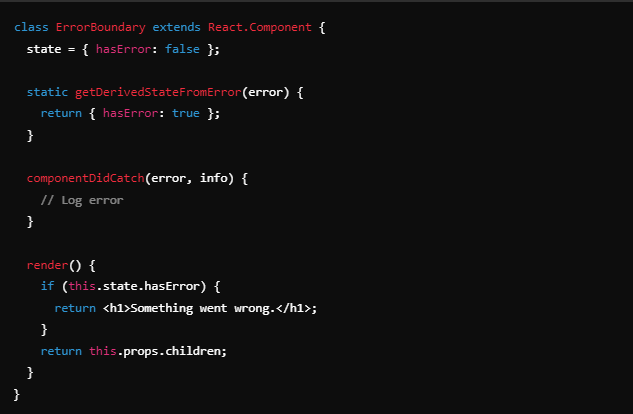 class ErrorBoundary extends React.Component {
  state = { hasError: false };

  static getDerivedStateFromError(error) {
    return { hasError: true };
  }

  componentDidCatch(error, info) {
    // Log error
  }

  render() {
    if (this.state.hasError) {
      return <h1>Something went wrong.</h1>;
    }
    return this.props.children;
  }
}